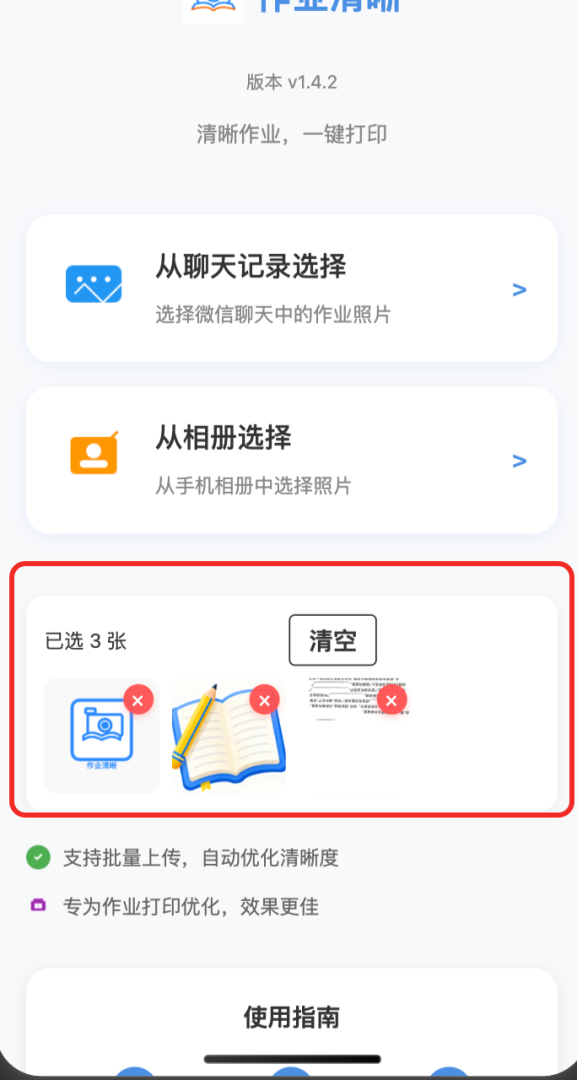 作业清晰
版本 v1.4.2
清晰作业，一键打印
从聊天记录选择
选择微信聊天中的作业照片
>
从相册选择
从手机相册中选择照片
>
已选 3 张
清空
作业清晰
支持批量上传，自动优化清晰度
专为作业打印优化，效果更佳
使用指南